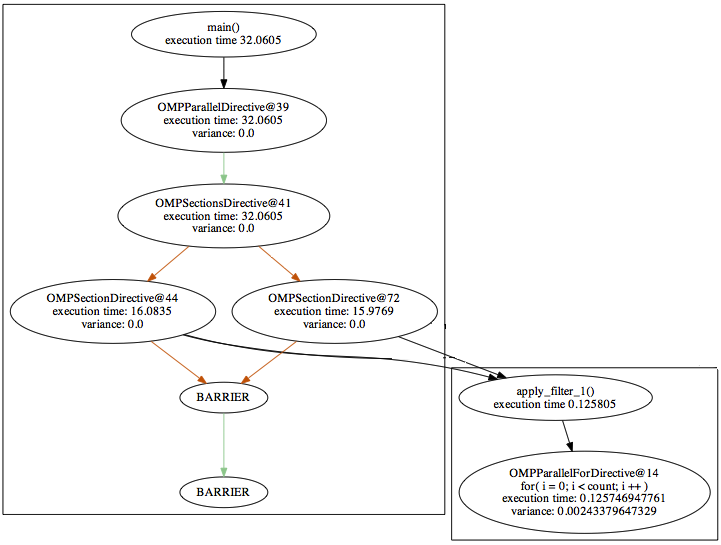 main()
execution time 32.0605
OMPParallelDirective@39
execution time: 32.0605
variance: 0.0
OMPSectionsDirective@41
execution time: 32.0605
variance: 0.0
OMPSectionDirective@44
execution time: 16.0835
variance: 0.0
OMPSectionDirective@72
execution time: 15.9769
variance: 0.0
BARRIER
BARRIER
apply_filter_1()
execution time 0.125805
OMPParallelForDirective@14
for( i = 0; i < count; i ++ )
execution time: 0.125746947761
variance: 0.00243379647329